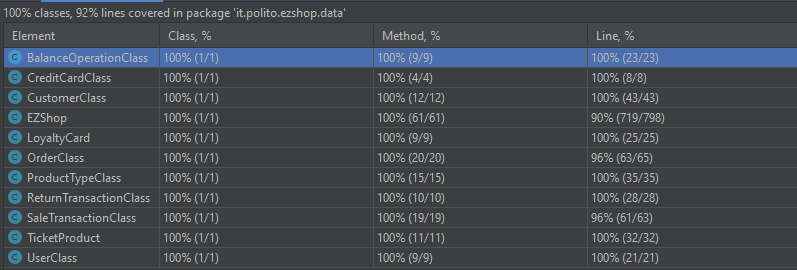 100% classes, 92% lines covered in package 'it.polito.ezshop.data'
Element Class, % Method, % Line, %
C BalanceOperationClass 100% (1/1) 100% (9/9) 100% (23/23)
C CreditCardClass 100% (1/1) 100% (4/4) 100% (8/8)
C CustomerClass 100% (1/1) 100% (12/12) 100% (43/43)
C EZShop 100% (1/1) 100% (61/61) 90% (719/798)
C LoyaltyCard 100% (1/1) 100% (9/9) 100% (25/25)
C OrderClass 100% (1/1) 100% (20/20) 96% (63/65)
C ProductTypeClass 100% (1/1) 100% (15/15) 100% (35/35)
C ReturnTransactionClass 100% (1/1) 100% (10/10) 100% (28/28)
C SaleTransactionClass 100% (1/1) 100% (19/19) 96% (61/63)
C TicketProduct 100% (1/1) 100% (11/11) 100% (32/32)
C UserClass 100% (1/1) 100% (9/9) 100% (21/21)